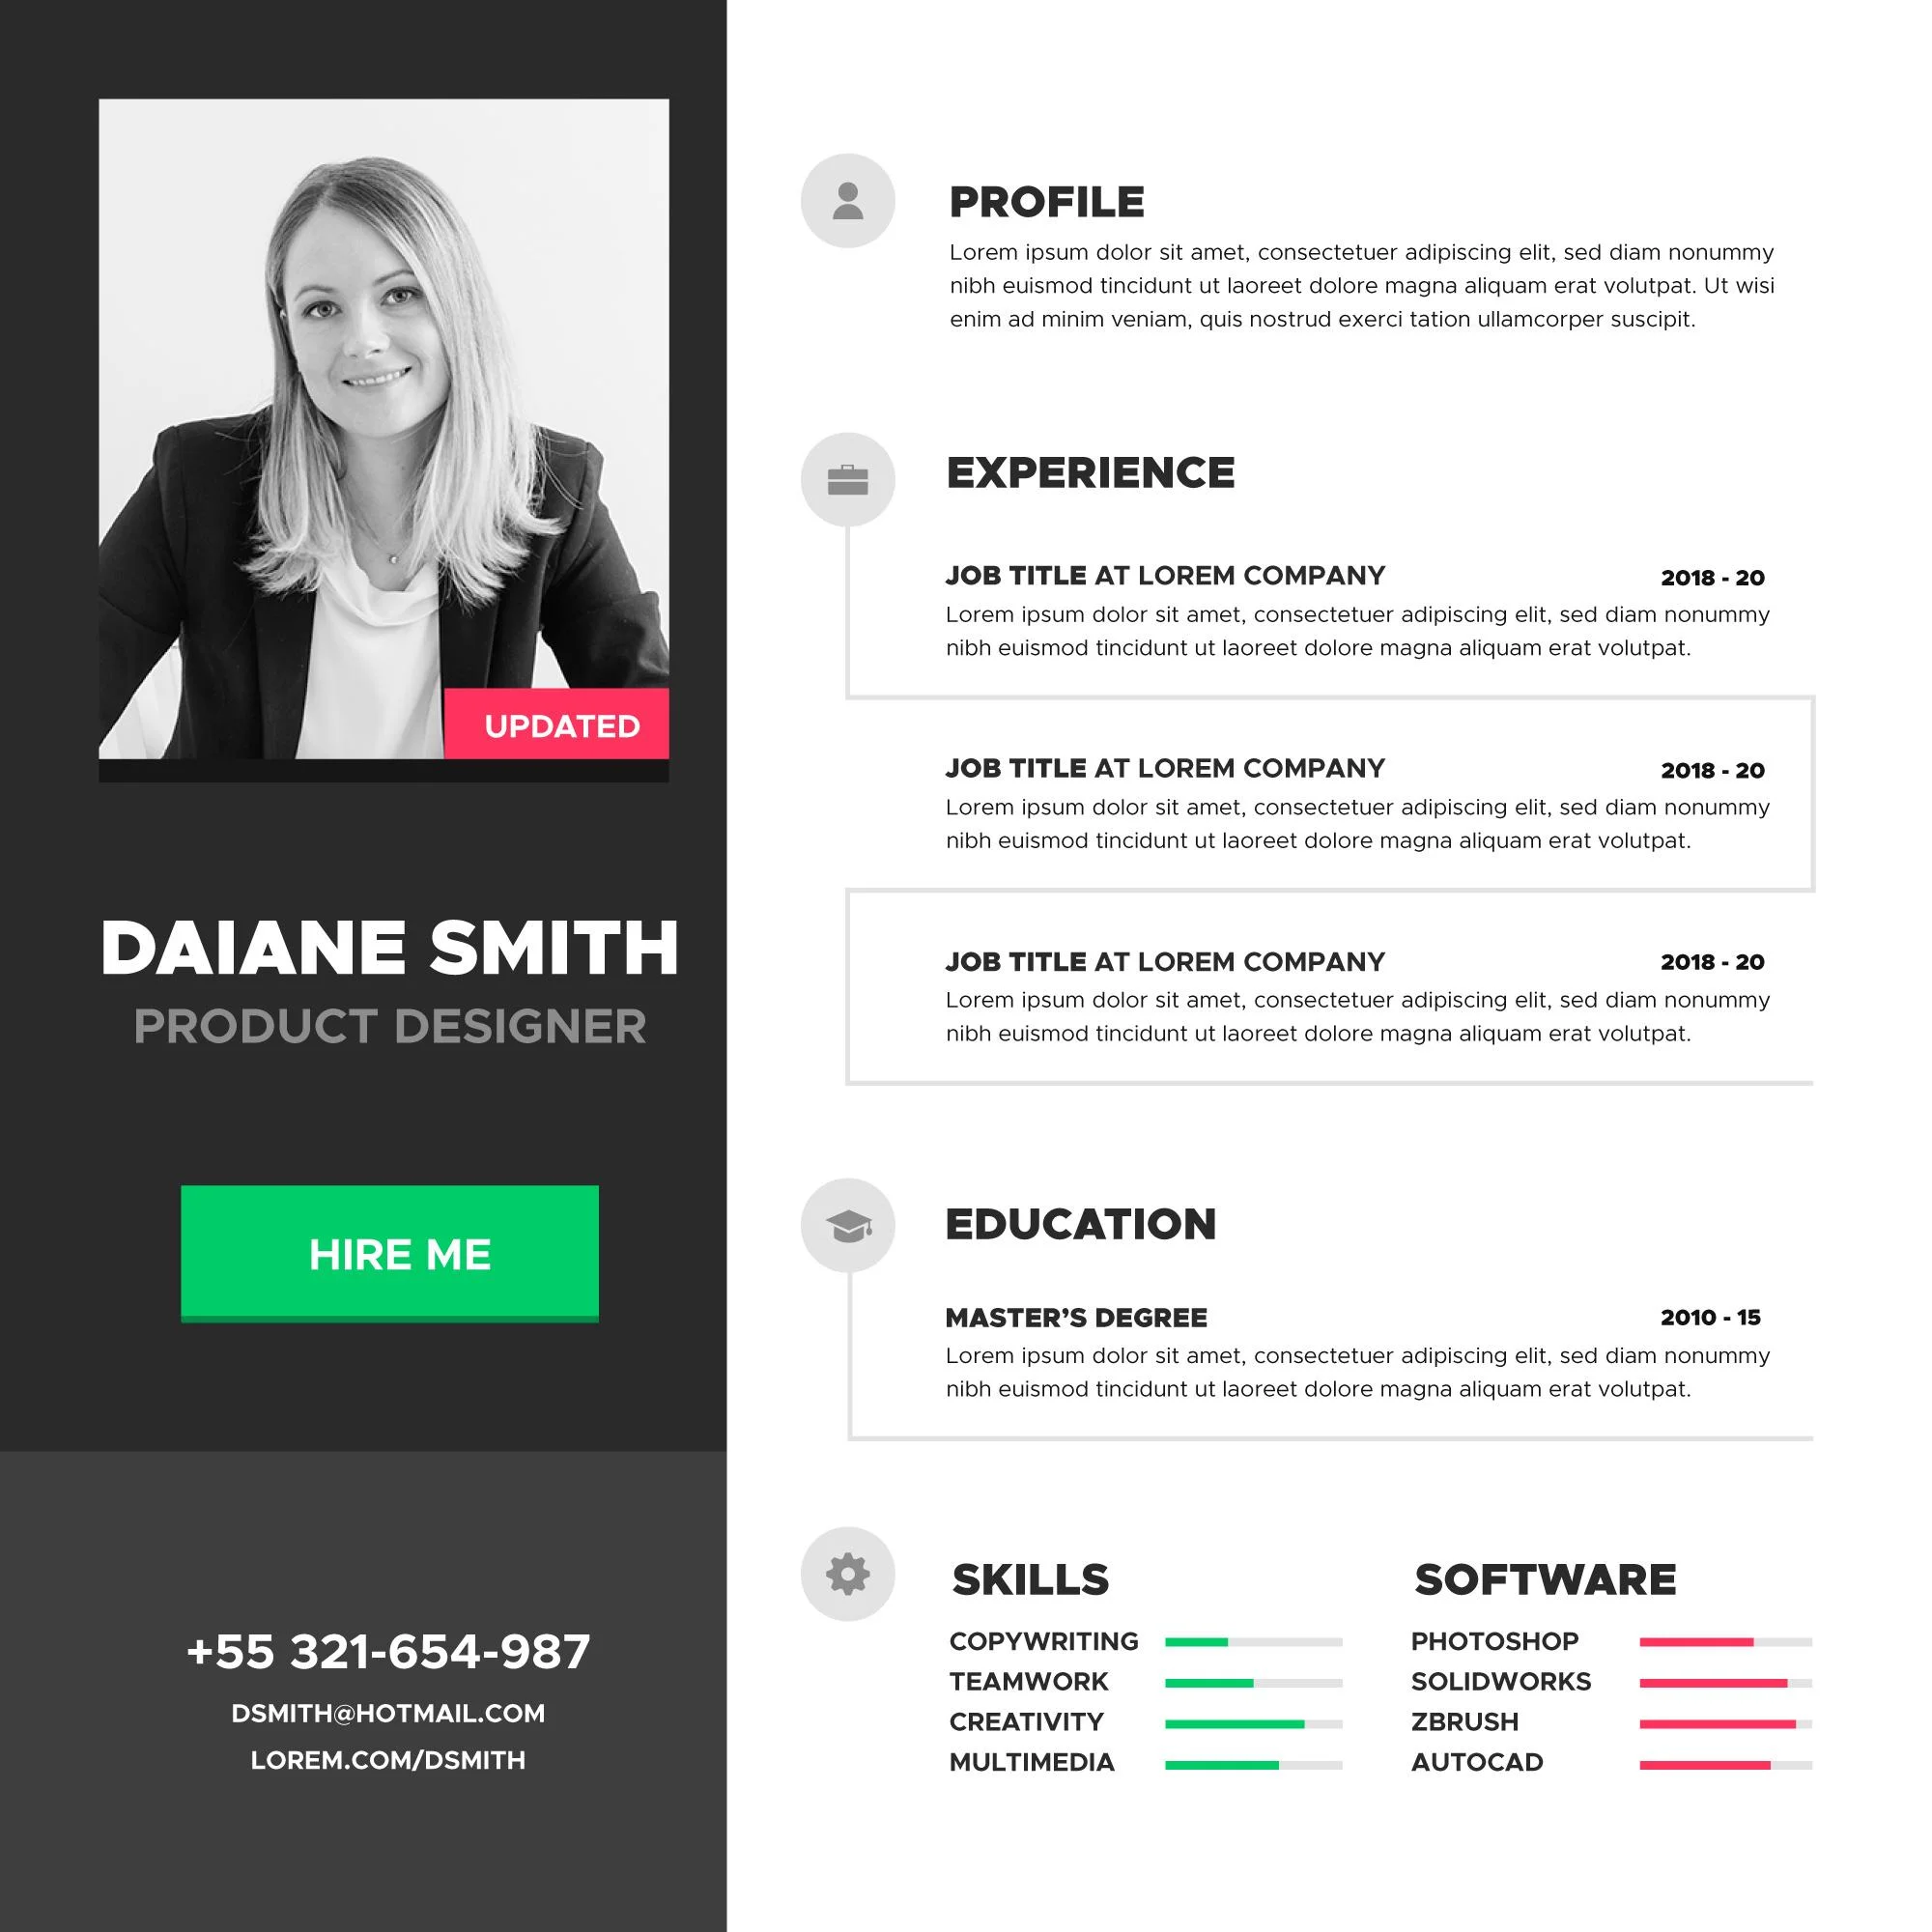 UPDATED
DAIANE SMITH
PRODUCT DESIGNER
HIRE ME
+55 321-654-987
DSMITH@HOTMAIL.COM
LOREM.COM/DSMITH
PROFILE
Lorem ipsum dolor sit amet, consectetuer adipiscing elit, sed diam nonummy
nibh euismod tincidunt ut laoreet dolore magna aliquam erat volutpat. Ut wisi
enim ad minim veniam, quis nostrud exerci tation ullamcorper suscipit.
EXPERIENCE
JOB TITLE AT LOREM COMPANY 2018 - 20
Lorem ipsum dolor sit amet, consectetuer adipiscing elit, sed diam nonummy
nibh euismod tincidunt ut laoreet dolore magna aliquam erat volutpat.
JOB TITLE AT LOREM COMPANY 2018 - 20
Lorem ipsum dolor sit amet, consectetuer adipiscing elit, sed diam nonummy
nibh euismod tincidunt ut laoreet dolore magna aliquam erat volutpat.
JOB TITLE AT LOREM COMPANY 2018 - 20
Lorem ipsum dolor sit amet, consectetuer adipiscing elit, sed diam nonummy
nibh euismod tincidunt ut laoreet dolore magna aliquam erat volutpat.
EDUCATION
MASTER’S DEGREE 2010 - 15
Lorem ipsum dolor sit amet, consectetuer adipiscing elit, sed diam nonummy
nibh euismod tincidunt ut laoreet dolore magna aliquam erat volutpat.
SKILLS
COPYWRITING
TEAMWORK
CREATIVITY
MULTIMEDIA
SOFTWARE
PHOTOSHOP
SOLIDWORKS
ZBRUSH
AUTOCAD